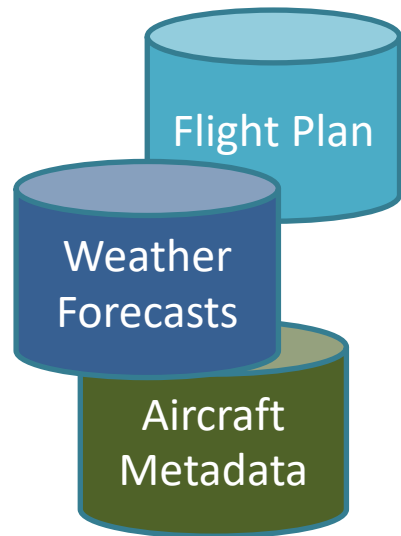 Flight Plan
Weather
Forecasts
Aircraft
Metadata